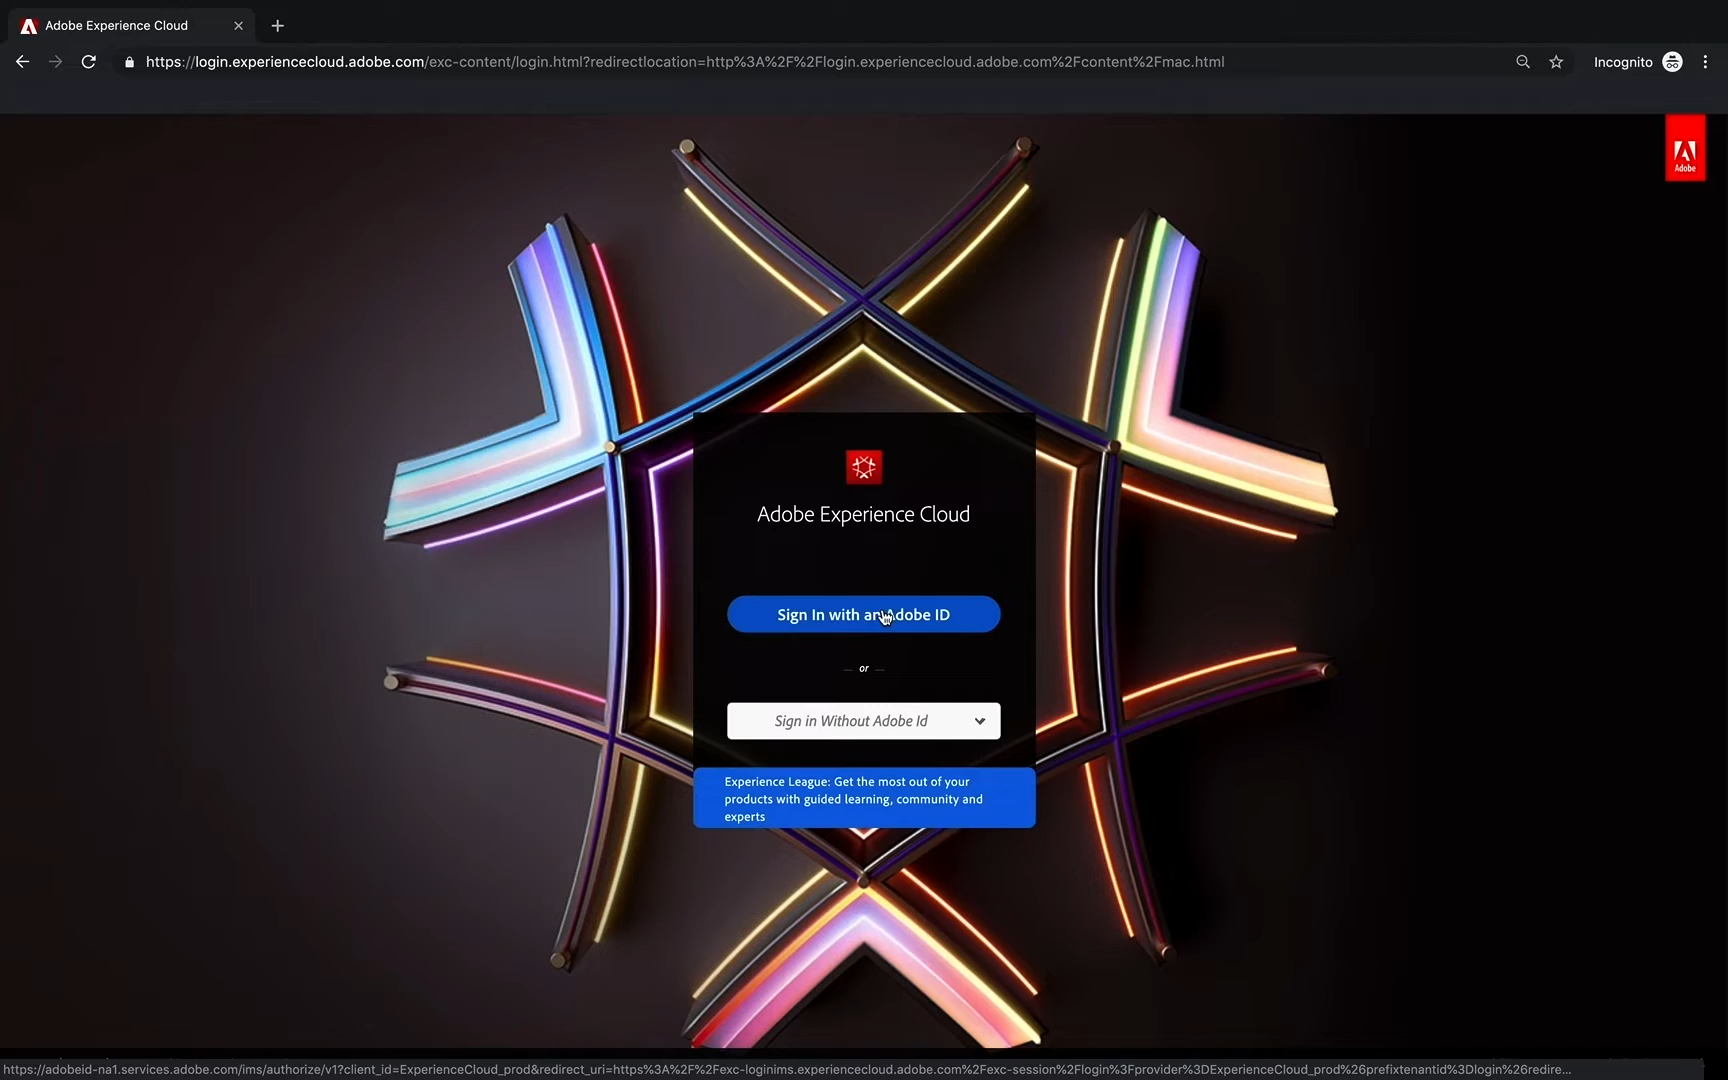 Adobe Experience Cloud
https://login.experiencecloud.adobe.com/exc-content/login.html?redirectlocation=http%3A%2F%2Flogin.experiencecloud.adobe.com%2Fcontent%2Fmac.html
Incognito
Adobe
Adobe Experience Cloud
Sign In with an Adobe ID
or
Sign in Without Adobe Id
Experience League: Get the most out of your
products with guided learning, community and
experts
https://adobeid-na1.services.adobe.com/ims/authorize/v1?client_id=ExperienceCloud_prod&redirect_uri=https%3A%2F%2Fexc-loginims.experiencecloud.adobe.com%2Fexc-session%2Flogin%3Fprovider%3DExperienceCloud_prod%26prefixtenantid%3Dlogin%26redire...